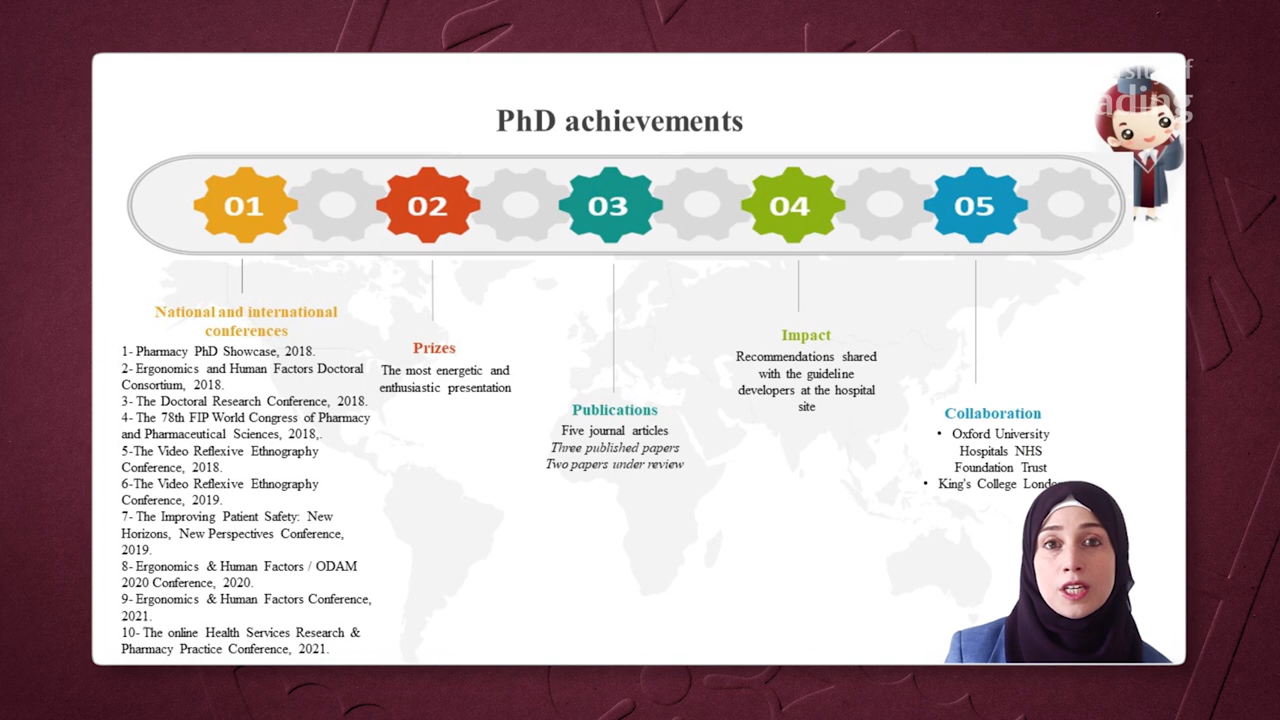 PhD achievements
01
02
03
04
05
National and international
conferences
1- Pharmacy PhD Showcase, 2018.
2- Ergonomics and Human Factors Doctoral
Consortium, 2018.
3- The Doctoral Research Conference, 2018.
4- The 78th FIP World Congress of Pharmacy
and Pharmaceutical Sciences, 2018,.
5-The Video Reflexive Ethnography
Conference, 2018.
6-The Video Reflexive Ethnography
Conference, 2019.
7- The Improving Patient Safety: New
Horizons, New Perspectives Conference,
2019.
8- Ergonomics & Human Factors / ODAM
2020 Conference, 2020.
9- Ergonomics & Human Factors Conference,
2021.
10- The online Health Services Research &
Pharmacy Practice Conference, 2021.
Prizes
The most energetic and
enthusiastic presentation
Publications
Five journal articles
Three published papers
Two papers under review
Impact
Recommendations shared
with the guideline
developers at the hospital
site
Collaboration
• Oxford University
Hospitals NHS
Foundation Trust
• King's College